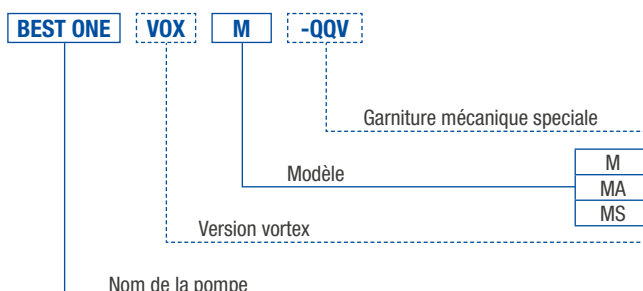 BEST ONE VOX M -QQV
Garniture mécanique speciale
Modèle
M
MA
MS
Version vortex
Nom de la pompe